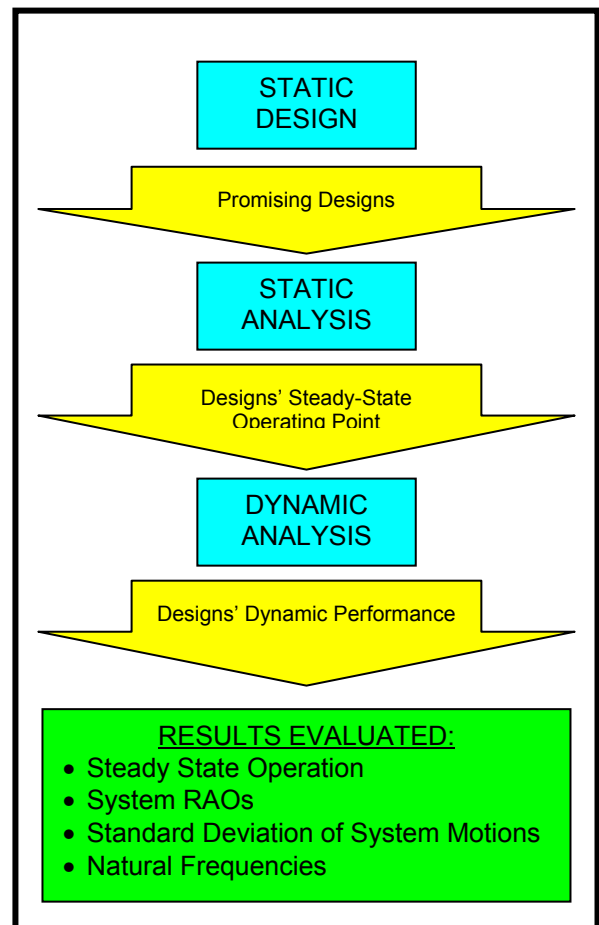 STATIC
DESIGN
Promising Designs
STATIC
ANALYSIS
Designs’ Steady-State
Operating Point
DYNAMIC
ANALYSIS
Designs’ Dynamic Performance
RESULTS EVALUATED:
• Steady State Operation
• System RAOs
• Standard Deviation of System Motions
• Natural Frequencies